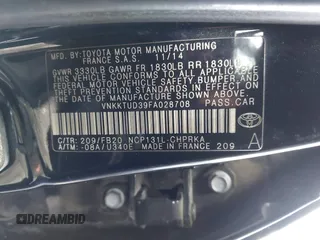 MFD. BY: TOYOTA MOTOR MANUFACTURING
FRANCE S.A.S. 11/14
GVWR 3330LB GAWR FR 1830LB RR 1830LB
THIS VEHICLE CONFORMS TO ALL APPLICABLE
FEDERAL MOTOR VEHICLE SAFETY, BUMPER, AND
THEFT PREVENTION STANDARDS IN EFFECT ON
THE DATE OF MANUFACTURE SHOWN ABOVE.
VNKKTUD39FA028708 PASS.CAR
C/TR: 209/FB20 NCP131L-CHPRKA
A/TM: -08A/U340E MADE IN FRANCE 209 A
TOYOTA
DREAMBID